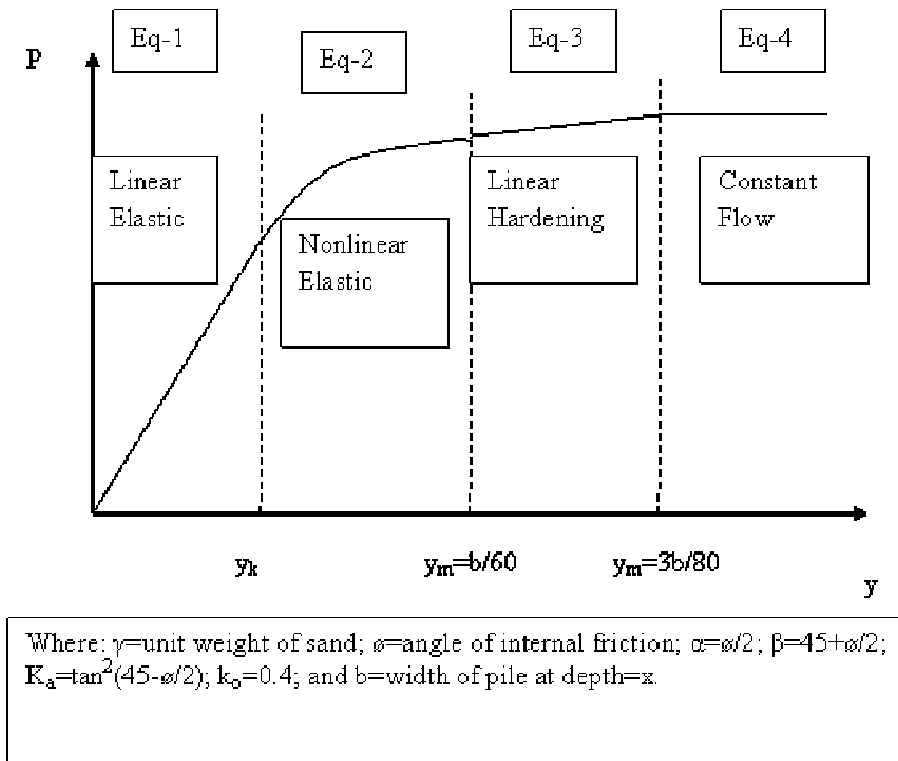 Eq-1
Eq-2
Eq-3
Eq-4
P
Linear
Elastic
Nonlinear
Elastic
Linear
Hardening
Constant
Flow
yk
ym=b/60
ym=3b/80
y
Where: γ=unit weight of sand; ø=angle of internal friction; α=ø/2; β=45+ø/2;
Ka=tan²(45-ø/2); ko=0.4; and b=width of pile at depth=x.